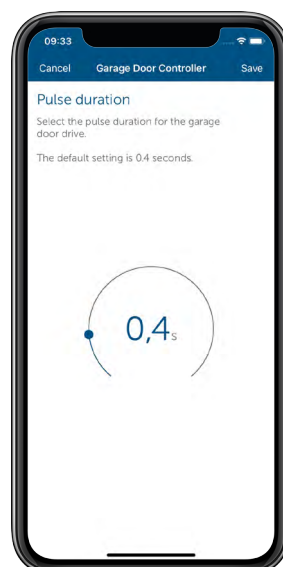 09:33
Cancel Garage Door Controller Save
Pulse duration
Select the pulse duration for the garage
door drive.
The default setting is 0.4 seconds.
0,4s